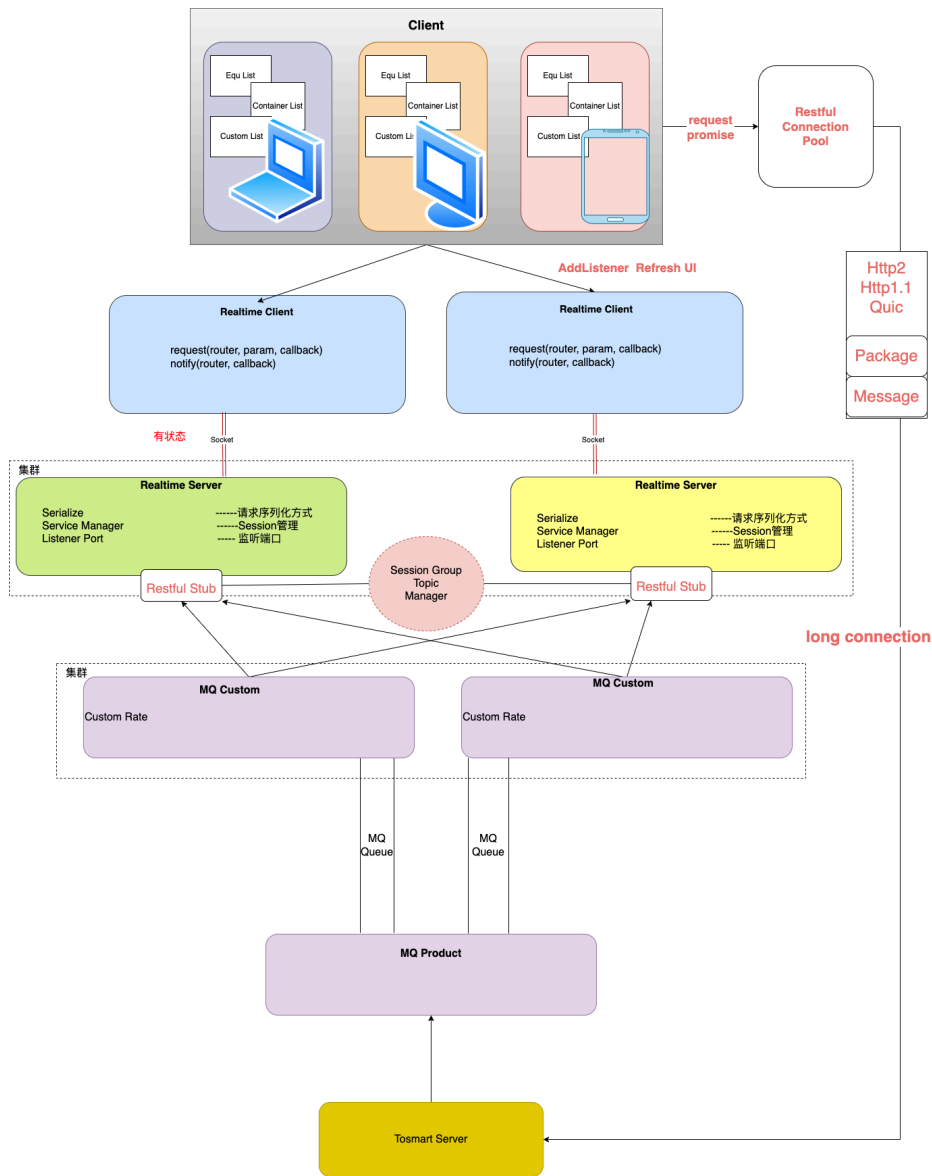 Client
Equ List
Container List
Custom List
Equ List
Container List
Custom List
Equ List
Container List
Custom List
request
promise
Restful
Connection
Pool
AddListener Refresh UI
Http2
Http1.1
Quic
Package
Message
Realtime Client
request(router, param, callback)
notify(router, callback)
Realtime Client
request(router, param, callback)
notify(router, callback)
有状态
Socket
Socket
集群
Realtime Server
Serialize ------请求序列化方式
Service Manager ------Session管理
Listener Port ----- 监听端口
Realtime Server
Serialize ------请求序列化方式
Service Manager ------Session管理
Listener Port ----- 监听端口
Restful Stub
Session Group
Topic
Manager
Restful Stub
long connection
集群
MQ Custom
Custom Rate
MQ Custom
Custom Rate
MQ
Queue
MQ
Queue
MQ Product
Tosmart Server